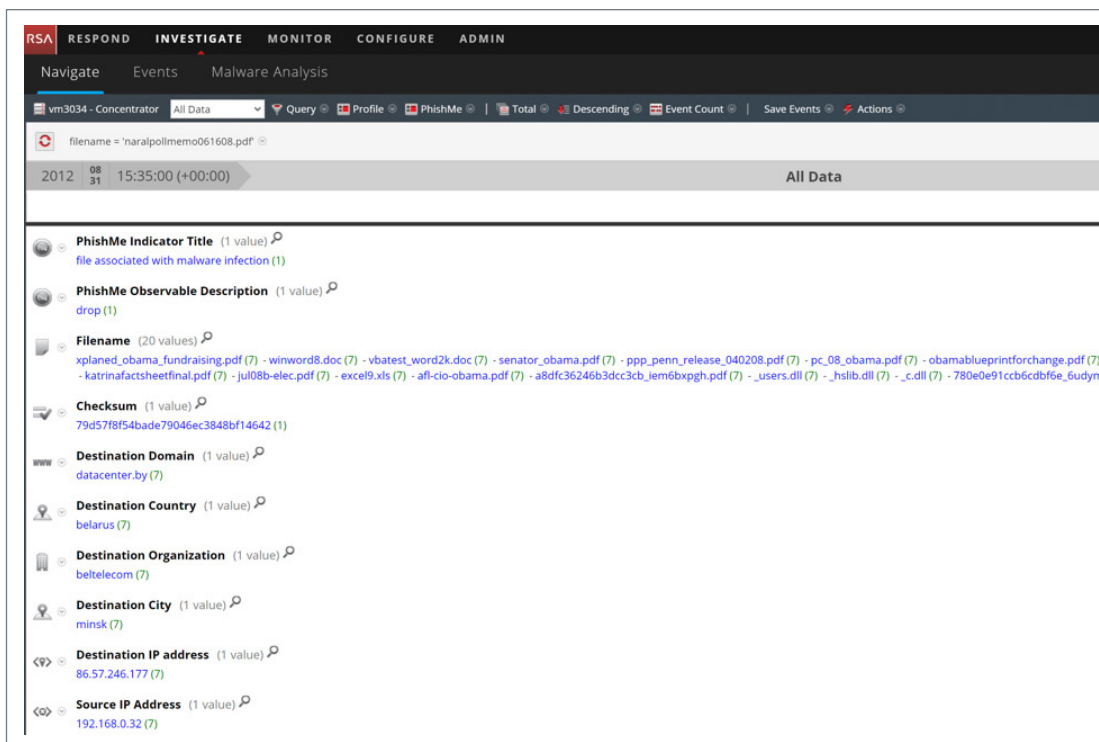 RSA RESPOND INVESTIGATE MONITOR CONFIGURE ADMIN
Navigate Events Malware Analysis
vm3034 - Concentrator All Data Query Profile PhishMe | Total Descending Event Count | Save Events Actions
filename = 'naralpollmemo061608.pdf'
2012 08 31 15:35:00 (+00:00) All Data
PhishMe Indicator Title (1 value)
file associated with malware infection (1)
PhishMe Observable Description (1 value)
drop (1)
Filename (20 values)
xplaned_obama_fundraising.pdf (7) - winword8.doc (7) - vbatest_word2k.doc (7) - senator_obama.pdf (7) - ppp_penn_release_040208.pdf (7) - pc_08_obama.pdf (7) - obamablueprintforchange.pdf (7)
- katrinafactsheetfinal.pdf (7) - jul08b-elec.pdf (7) - excel9.xls (7) - afl-cio-obama.pdf (7) - a8dfc36246b3dcc3cb_iem6bxpgh.pdf (7) - _users.dll (7) - _hslib.dll (7) - _c.dll (7) - 780e0e91ccb6cdbf6e_6udym
Checksum (1 value)
79d57f8f54bade79046ec3848bf14642 (1)
Destination Domain (1 value)
datacenter.by (7)
Destination Country (1 value)
belarus (7)
Destination Organization (1 value)
beltelecom (7)
Destination City (1 value)
minsk (7)
Destination IP address (1 value)
86.57.246.177 (7)
Source IP Address (1 value)
192.168.0.32 (7)